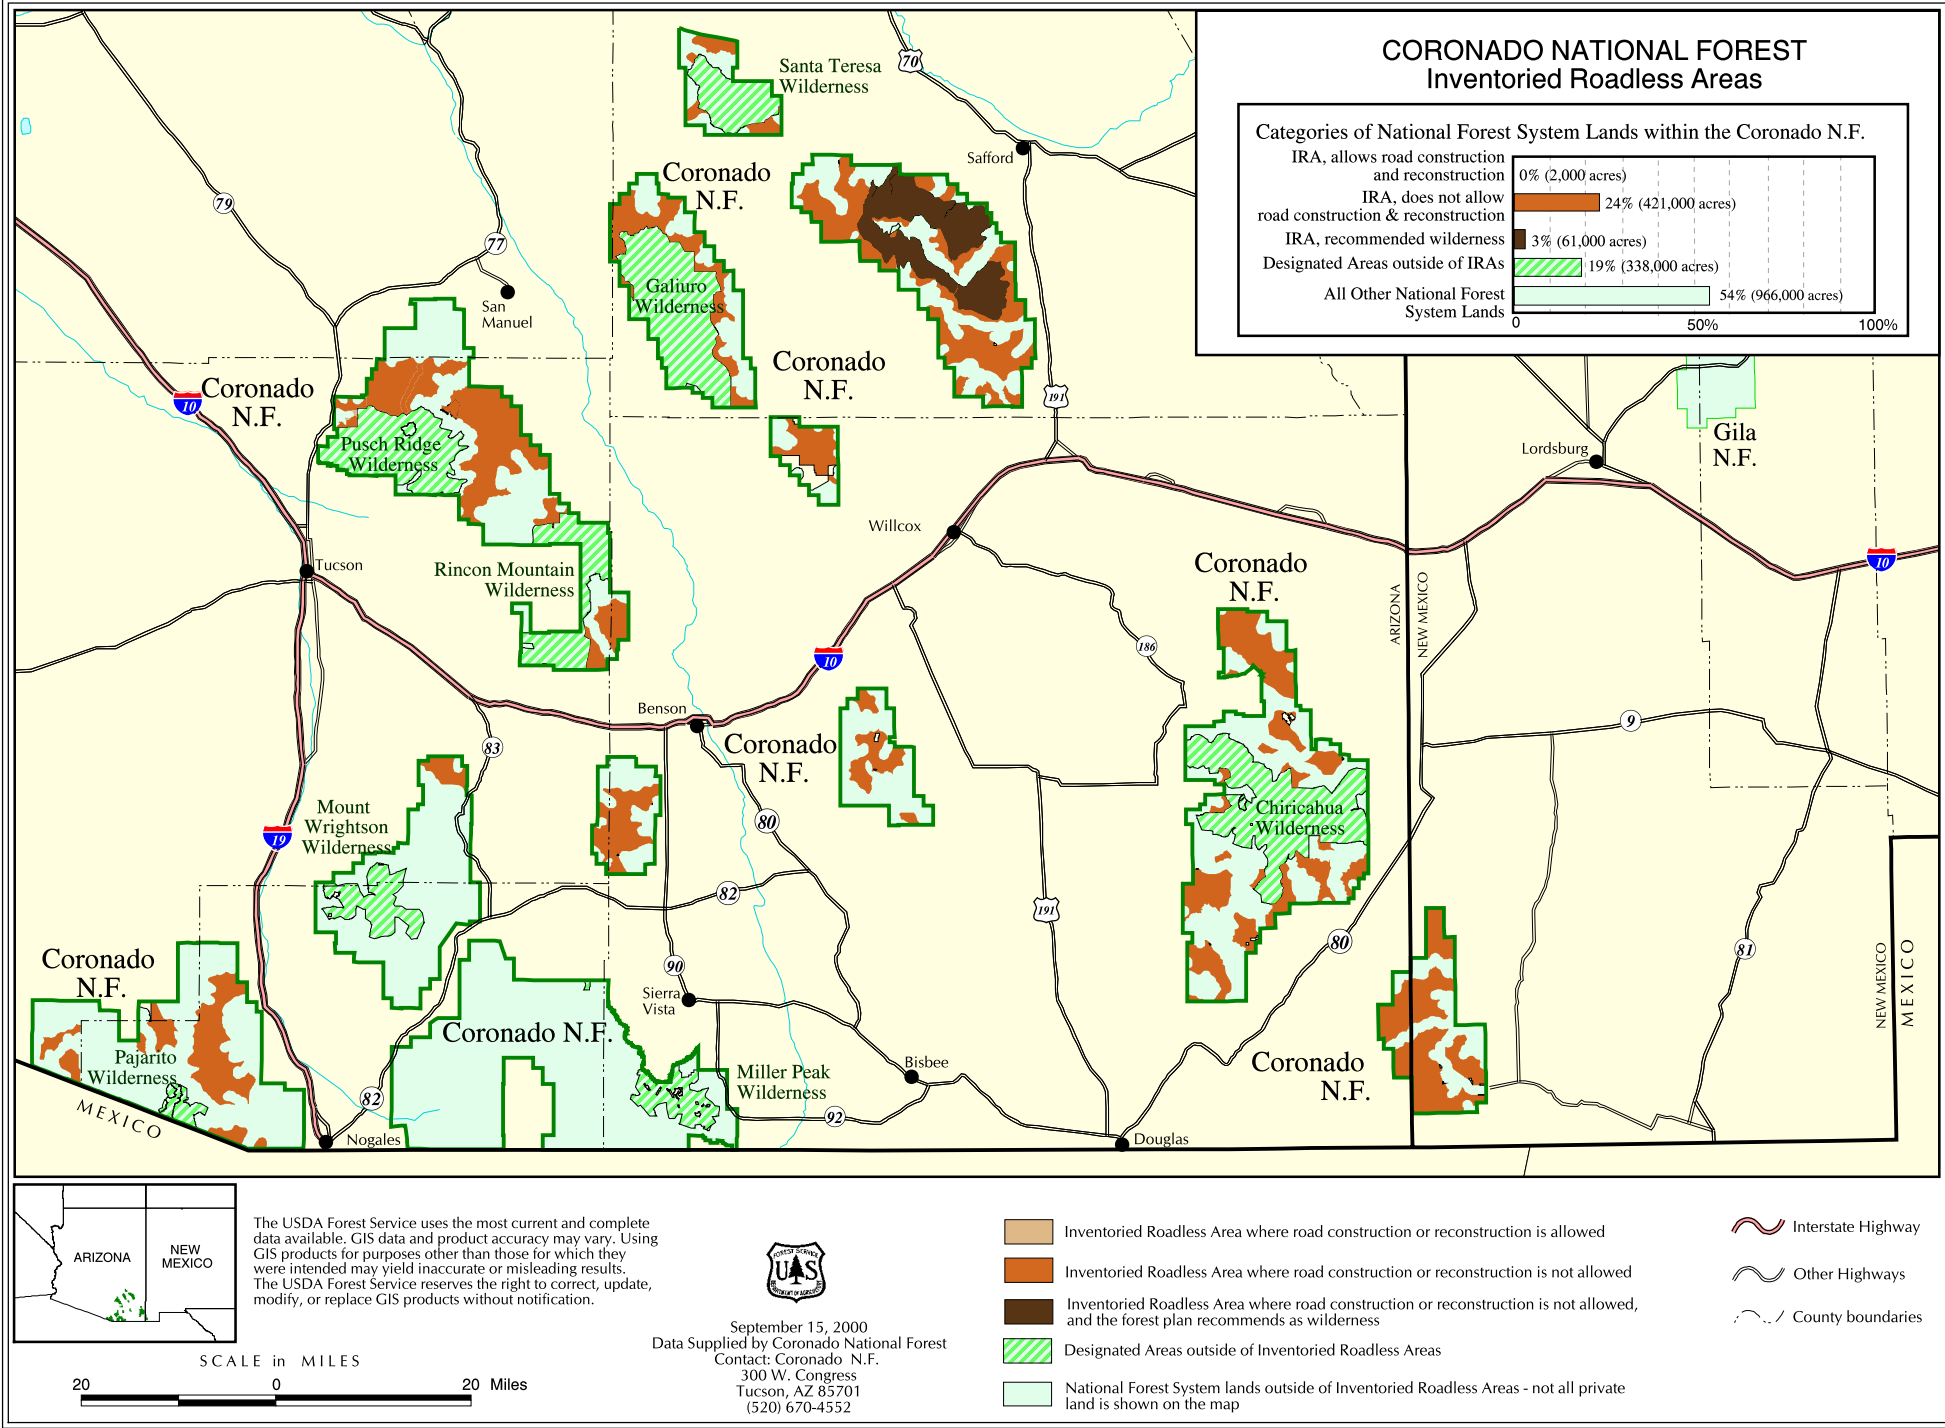 CORONADO NATIONAL FOREST
Inventoried Roadless Areas
Categories of National Forest System Lands within the Coronado N.F.
IRA, allows road construction
and reconstruction
0% (2,000 acres)
IRA, does not allow
road construction & reconstruction
24% (421,000 acres)
IRA, recommended wilderness
3% (61,000 acres)
Designated Areas outside of IRAs
19% (338,000 acres)
All Other National Forest
System Lands
54% (966,000 acres)
0
50%
100%
70
Santa Teresa
Wilderness
Safford
Coronado
N.F.
79
77
San
Manuel
Galiuro
Wilderness
Coronado
N.F.
191
10
Coronado
N.F.
Pusch Ridge
Wilderness
Gila
N.F.
Lordsburg
Willcox
Tucson
Rincon Mountain
Wilderness
Coronado
N.F.
10
ARIZONA
NEW MEXICO
186
10
Benson
83
Coronado
N.F.
9
Mount
Wrightson
Wilderness
80
19
Chiricahua
Wilderness
82
191
80
81
NEW MEXICO
MEXICO
Coronado
N.F.
90
Sierra
Vista
Coronado N.F.
Pajarito
Wilderness
Bisbee
Coronado
N.F.
Miller Peak
Wilderness
82
92
MEXICO
Nogales
Douglas
ARIZONA
NEW
MEXICO
The USDA Forest Service uses the most current and complete
data available. GIS data and product accuracy may vary. Using
GIS products for purposes other than those for which they
were intended may yield inaccurate or misleading results.
The USDA Forest Service reserves the right to correct, update,
modify, or replace GIS products without notification.
SCALE in MILES
20
0
20 Miles
FOREST SERVICE
U S
DEPARTMENT OF AGRICULTURE
September 15, 2000
Data Supplied by Coronado National Forest
Contact: Coronado N.F.
300 W. Congress
Tucson, AZ 85701
(520) 670-4552
Inventoried Roadless Area where road construction or reconstruction is allowed
Inventoried Roadless Area where road construction or reconstruction is not allowed
Inventoried Roadless Area where road construction or reconstruction is not allowed,
and the forest plan recommends as wilderness
Designated Areas outside of Inventoried Roadless Areas
National Forest System lands outside of Inventoried Roadless Areas - not all private
land is shown on the map
Interstate Highway
Other Highways
County boundaries